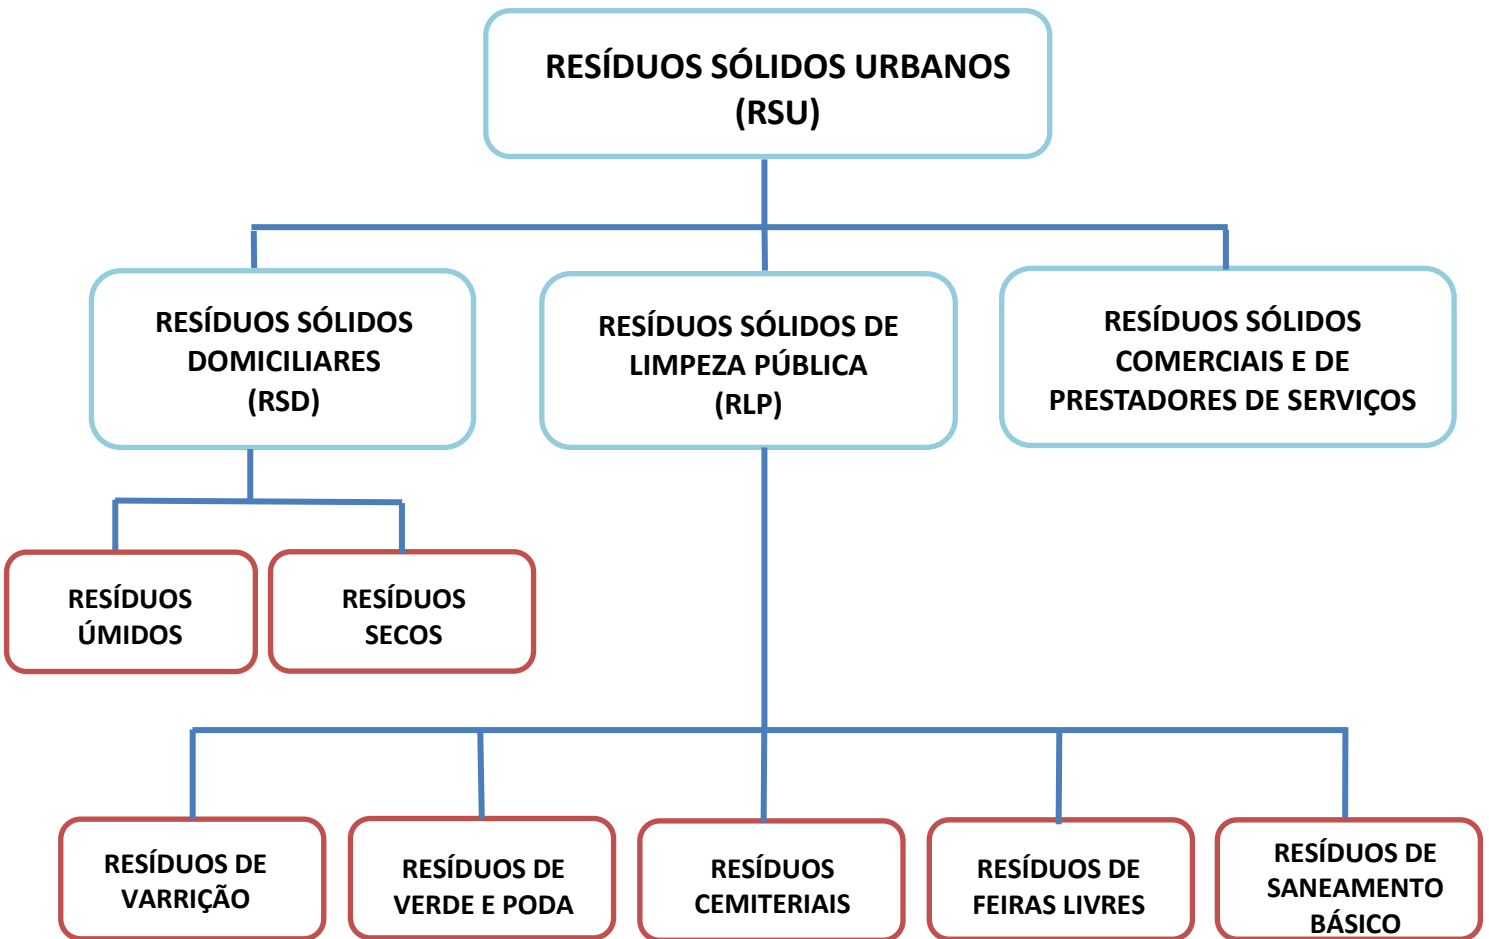 RESÍDUOS SÓLIDOS URBANOS
(RSU)
RESÍDUOS SÓLIDOS
DOMICILIARES
(RSD)
RESÍDUOS SÓLIDOS DE
LIMPEZA PÚBLICA
(RLP)
RESÍDUOS SÓLIDOS
COMERCIAIS E DE
PRESTADORES DE SERVIÇOS
RESÍDUOS
ÚMIDOS
RESÍDUOS
SECOS
RESÍDUOS DE
VARRIÇÃO
RESÍDUOS DE
VERDE E PODA
RESÍDUOS
CEMITERIAIS
RESÍDUOS DE
FEIRAS LIVRES
RESÍDUOS DE
SANEAMENTO
BÁSICO